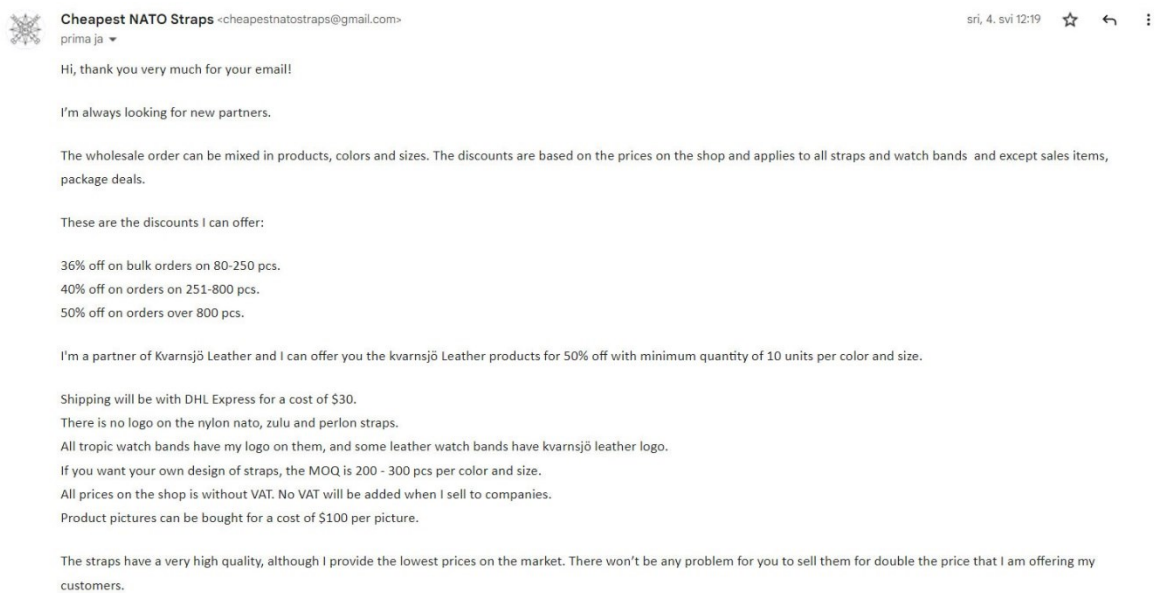 Cheapest NATO Straps <cheapestnatostraps@gmail.com>
sri, 4. svi 12:19
prima ja
Hi, thank you very much for your email!
I'm always looking for new partners.
The wholesale order can be mixed in products, colors and sizes. The discounts are based on the prices on the shop and applies to all straps and watch bands and except sales items,
package deals.
These are the discounts I can offer:
36% off on bulk orders on 80-250 pcs.
40% off on orders on 251-800 pcs.
50% off on orders over 800 pcs.
I'm a partner of Kvarnsjö Leather and I can offer you the kvarnsjö Leather products for 50% off with minimum quantity of 10 units per color and size.
Shipping will be with DHL Express for a cost of $30.
There is no logo on the nylon nato, zulu and perlon straps.
All tropic watch bands have my logo on them, and some leather watch bands have kvarnsjö leather logo.
If you want your own design of straps, the MOQ is 200 - 300 pcs per color and size.
All prices on the shop is without VAT. No VAT will be added when I sell to companies.
Product pictures can be bought for a cost of $100 per picture.
The straps have a very high quality, although I provide the lowest prices on the market. There won't be any problem for you to sell them for double the price that I am offering my
customers.